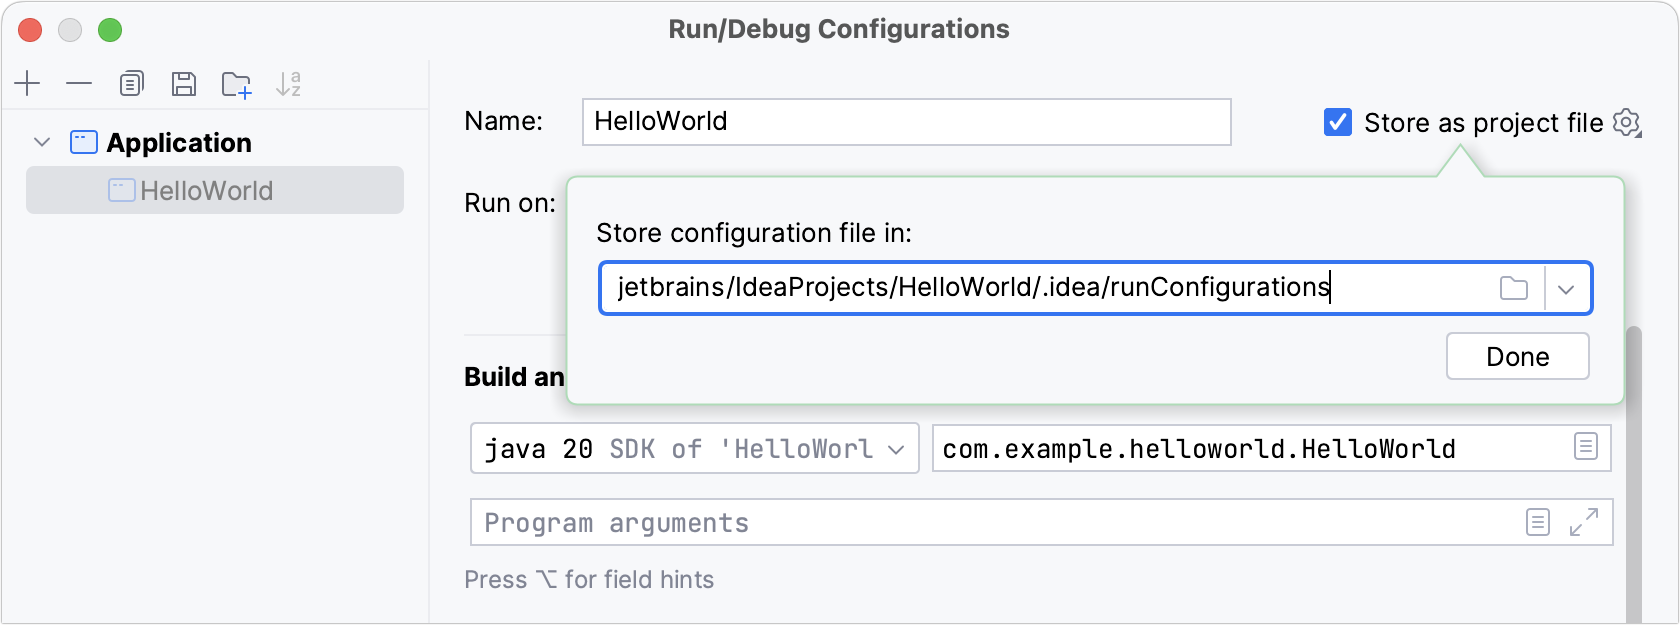 Run/Debug Configurations
Application
HelloWorld
Name: HelloWorld
Store as project file
Run on:
Store configuration file in:
jetbrains/IdeaProjects/HelloWorld/.idea/runConfigurations
Done
Build an
java 20 SDK of 'HelloWorl
com.example.helloworld.HelloWorld
Program arguments
Press ⌥ for field hints